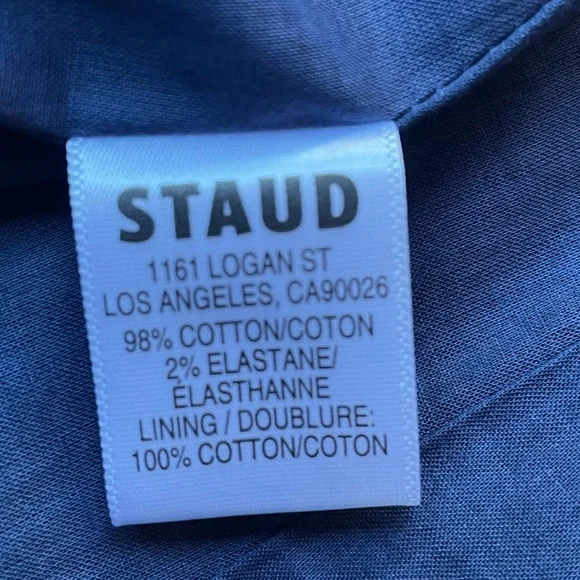 STAUD
1161 LOGAN ST
LOS ANGELES, CA90026
98% COTTON/COTON
2% ELASTANE/
ÉLASTHANNE
LINING / DOUBLURE:
100% COTTON/COTON